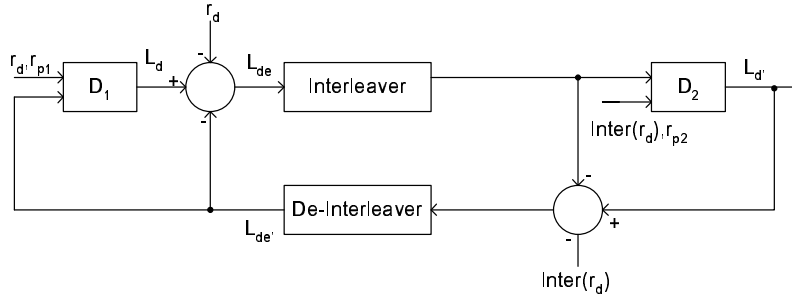 r_d
r_d, r_p1
D_1
L_d
-
+
-
L_de
Interleaver
D_2
L_d'
Inter(r_d), r_p2
-
+
-
De-Interleaver
L_de'
Inter(r_d)